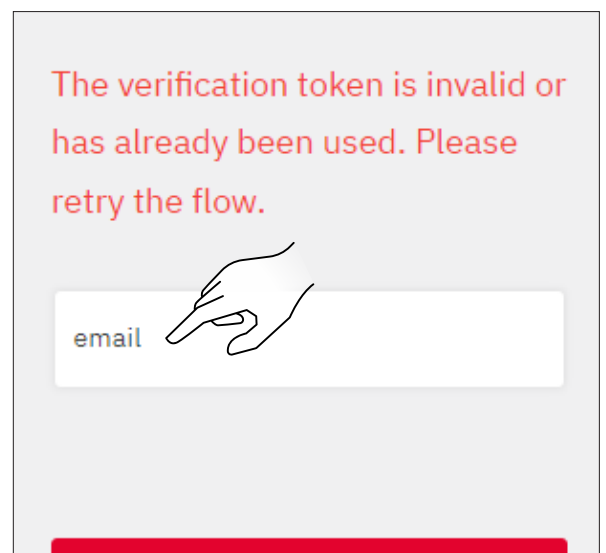 The verification token is invalid or
has already been used. Please
retry the flow.
email